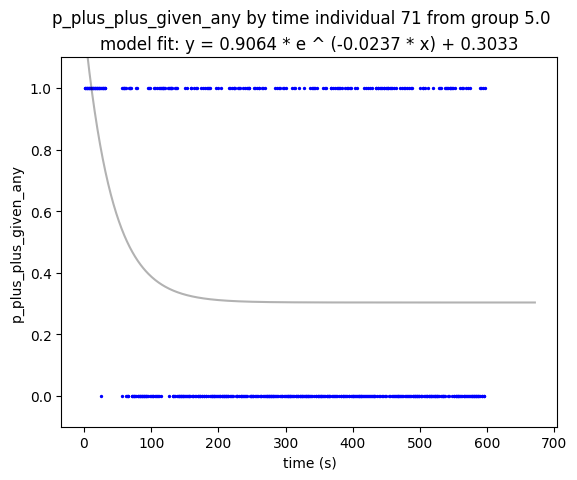 p_plus_plus_given_any by time individual 71 from group 5.0
model fit: y = 0.9064 * e ^ (-0.0237 * x) + 0.3033
1.0
0.8
0.6
0.4
0.2
0.0
p_plus_plus_given_any
0 100 200 300 400 500 600 700
time (s)